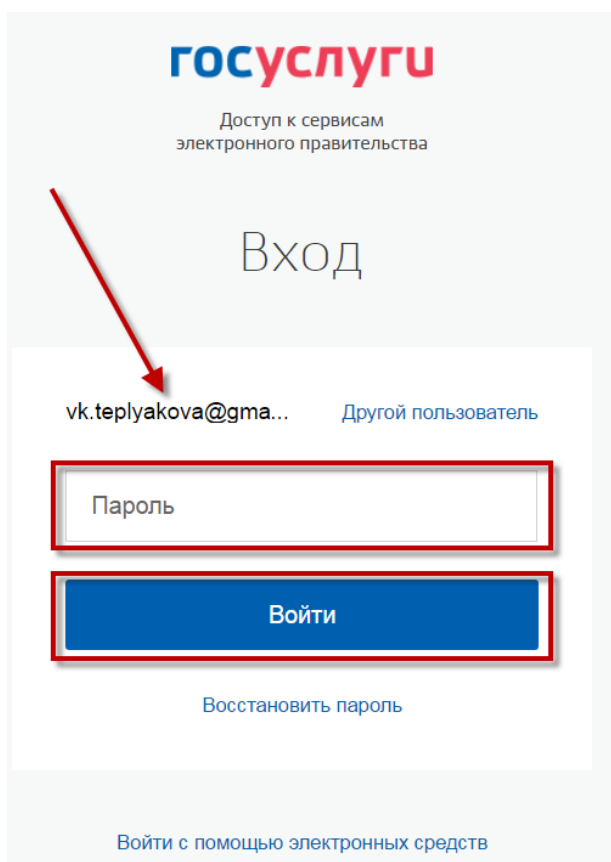 госуслуги
Доступ к сервисам
электронного правительства
Вход
vk.teplyakova@gma... Другой пользователь
Пароль
Войти
Восстановить пароль
Войти с помощью электронных средств